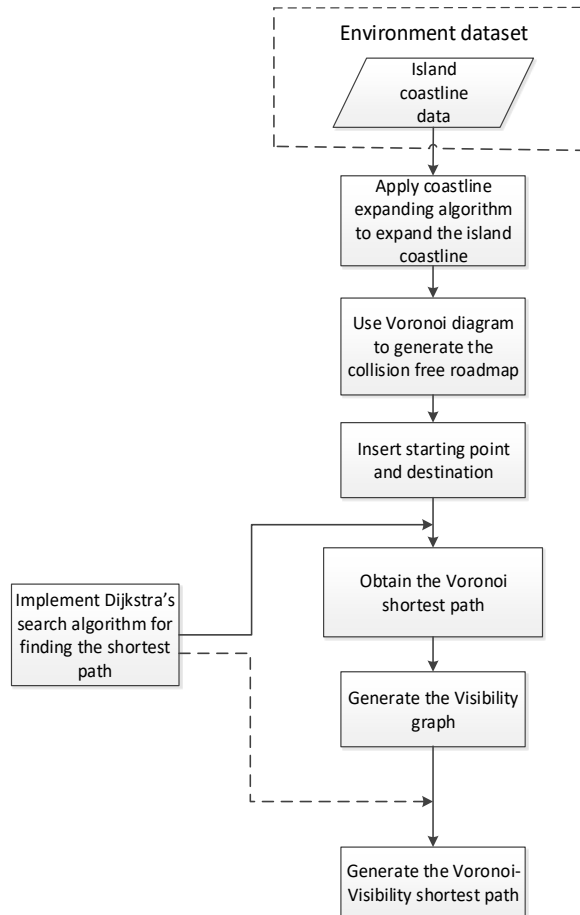 Environment dataset
Island
coastline
data
Apply coastline
expanding algorithm
to expand the island
coastline
Use Voronoi diagram
to generate the
collision free roadmap
Insert starting point
and destination
Implement Dijkstra’s
search algorithm for
finding the shortest
path
Obtain the Voronoi
shortest path
Generate the Visibility
graph
Generate the Voronoi-
Visibility shortest path